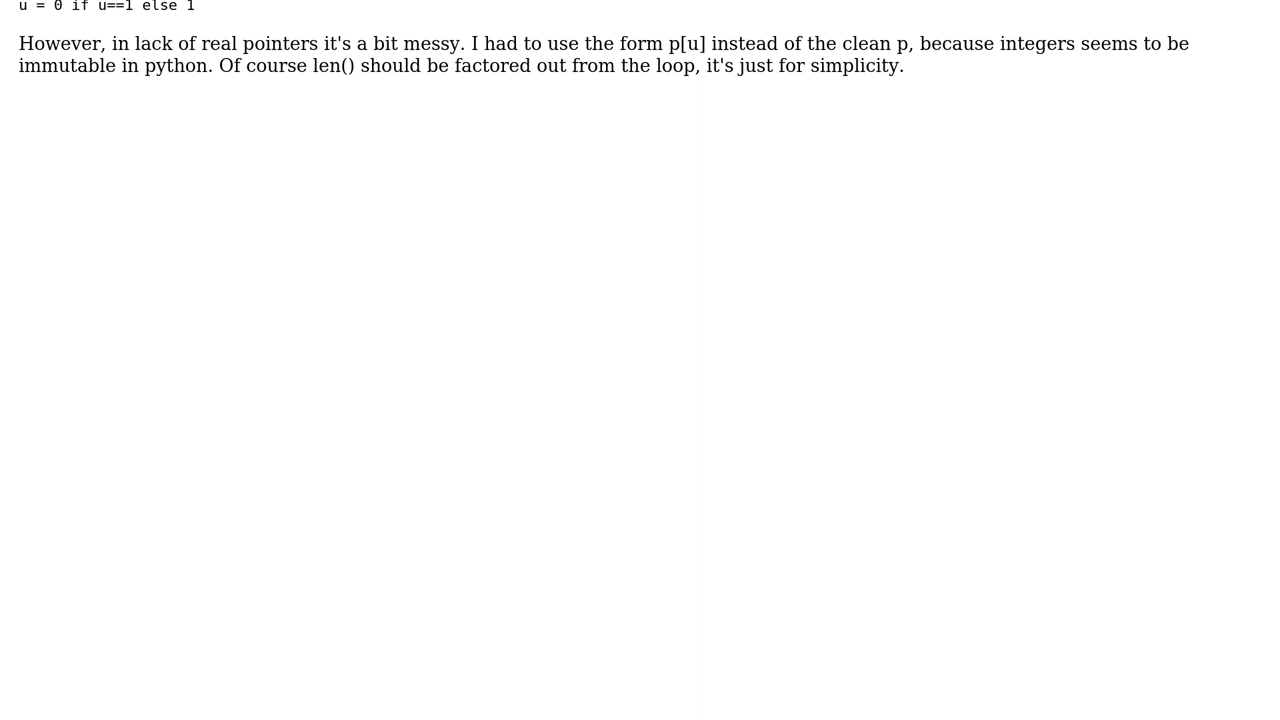 u = 0 if u==1 else 1
However, in lack of real pointers it's a bit messy. I had to use the form p[u] instead of the clean p, because integers seems to be
immutable in python. Of course len() should be factored out from the loop, it's just for simplicity.